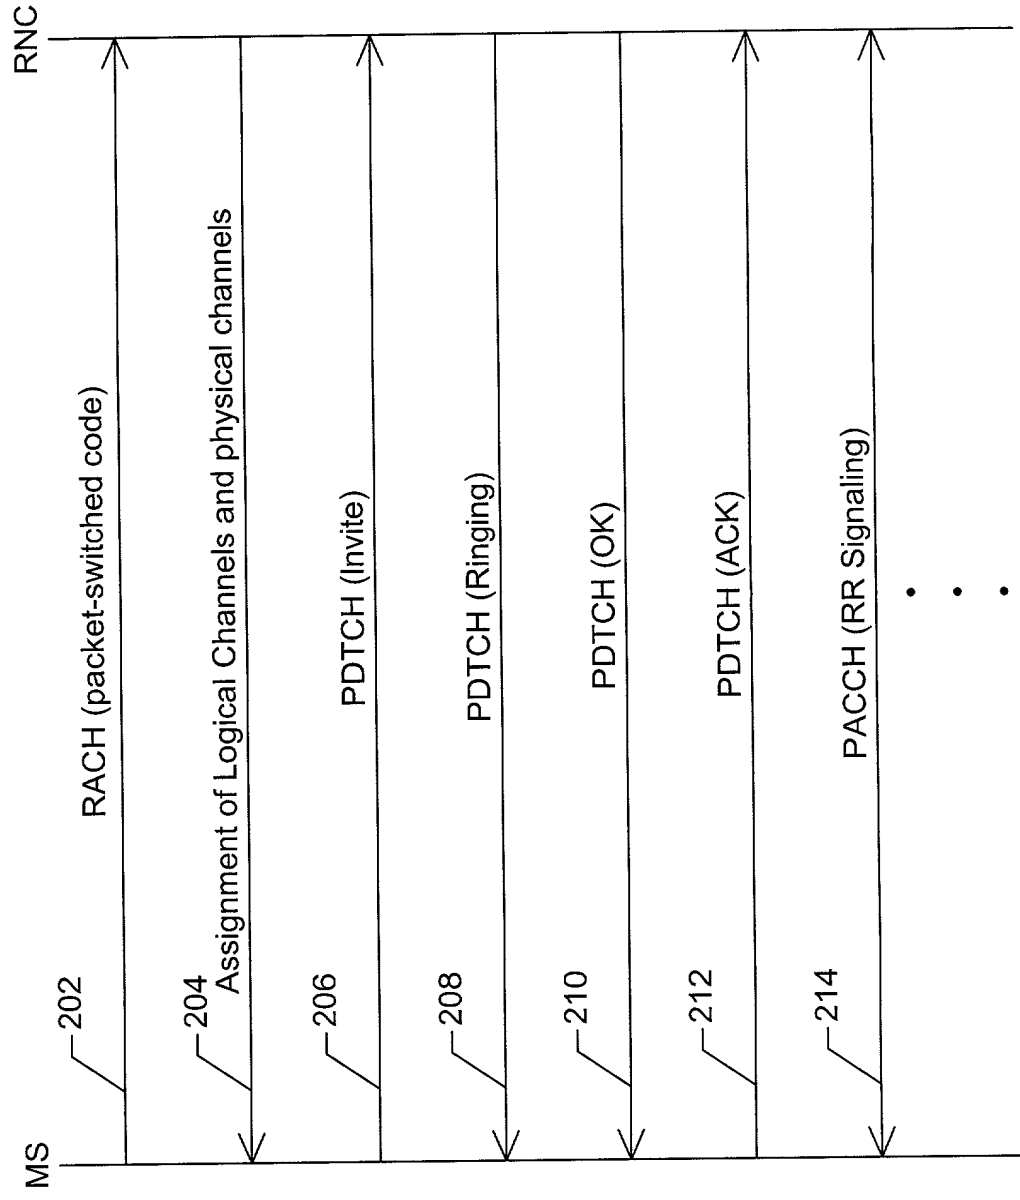 MS
RNC
202
RACH (packet-switched code)
204
Assignment of Logical Channels and physical channels
206
PDTCH (Invite)
208
PDTCH (Ringing)
210
PDTCH (OK)
212
PDTCH (ACK)
214
PACCH (RR Signaling)